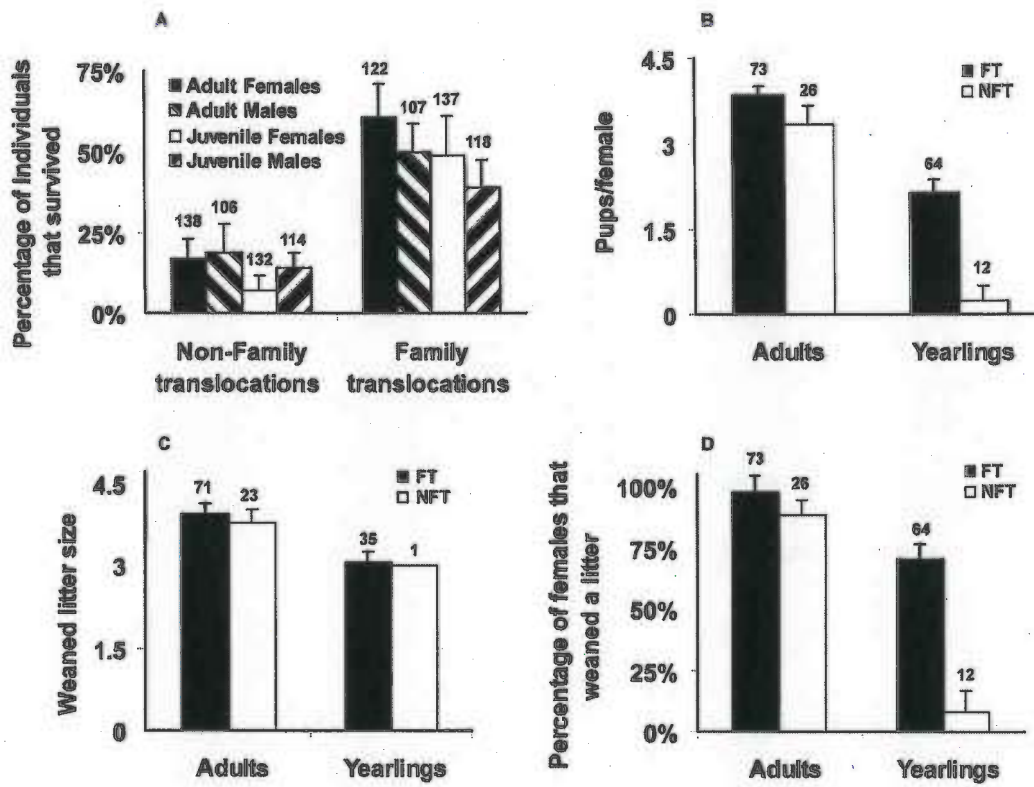 A
Percentage of Individuals
that survived
75%
50%
25%
0%
Adult Females
Adult Males
Juvenile Females
Juvenile Males
138
106
132
114
122
107
137
118
Non-Family
translocations
Family
translocations
B
Pups/female
4.5
3
1.5
0
73
26
64
12
FT
NFT
Adults
Yearlings
C
Weaned litter size
4.5
3
1.5
0
71
23
35
1
FT
NFT
Adults
Yearlings
D
Percentage of females that
weaned a litter
100%
75%
50%
25%
0%
73
26
64
12
FT
NFT
Adults
Yearlings